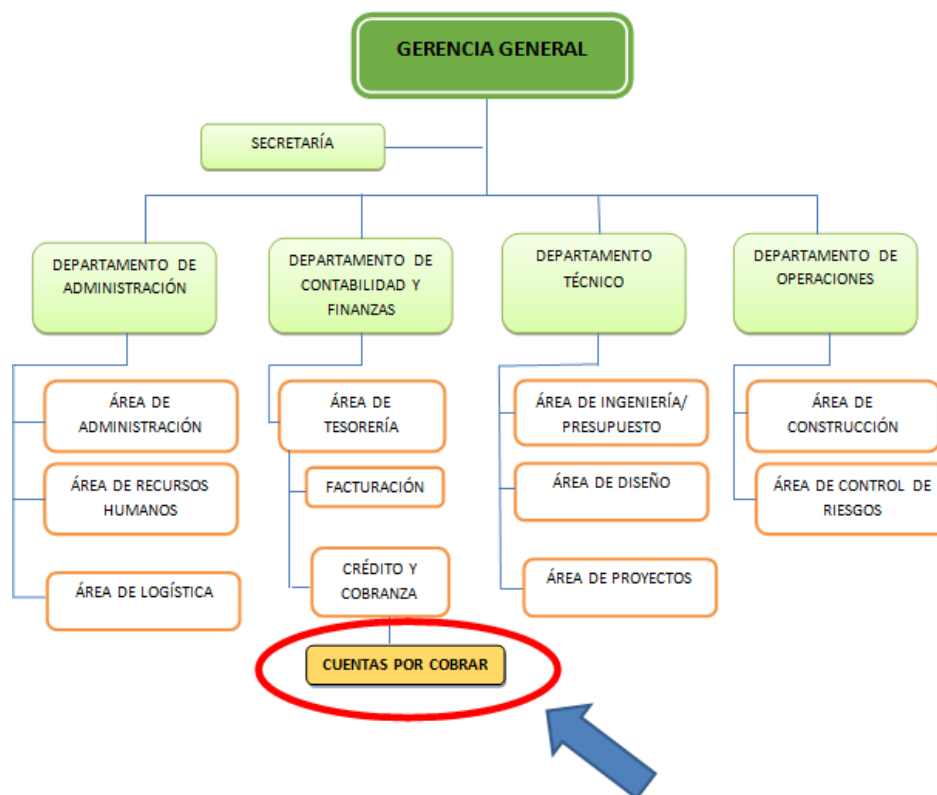 GERENCIA GENERAL
SECRETARÍA
DEPARTAMENTO DE
ADMINISTRACIÓN
DEPARTAMENTO DE
CONTABILIDAD Y
FINANZAS
DEPARTAMENTO
TÉCNICO
DEPARTAMENTO DE
OPERACIONES
ÁREA DE
ADMINISTRACIÓN
ÁREA DE RECURSOS
HUMANOS
ÁREA DE LOGÍSTICA
ÁREA DE
TESORERÍA
FACTURACIÓN
CRÉDITO Y
COBRANZA
CUENTAS POR COBRAR
ÁREA DE INGENIERÍA/
PRESUPUESTO
ÁREA DE DISEÑO
ÁREA DE PROYECTOS
ÁREA DE
CONSTRUCCIÓN
ÁREA DE CONTROL DE
RIESGOS